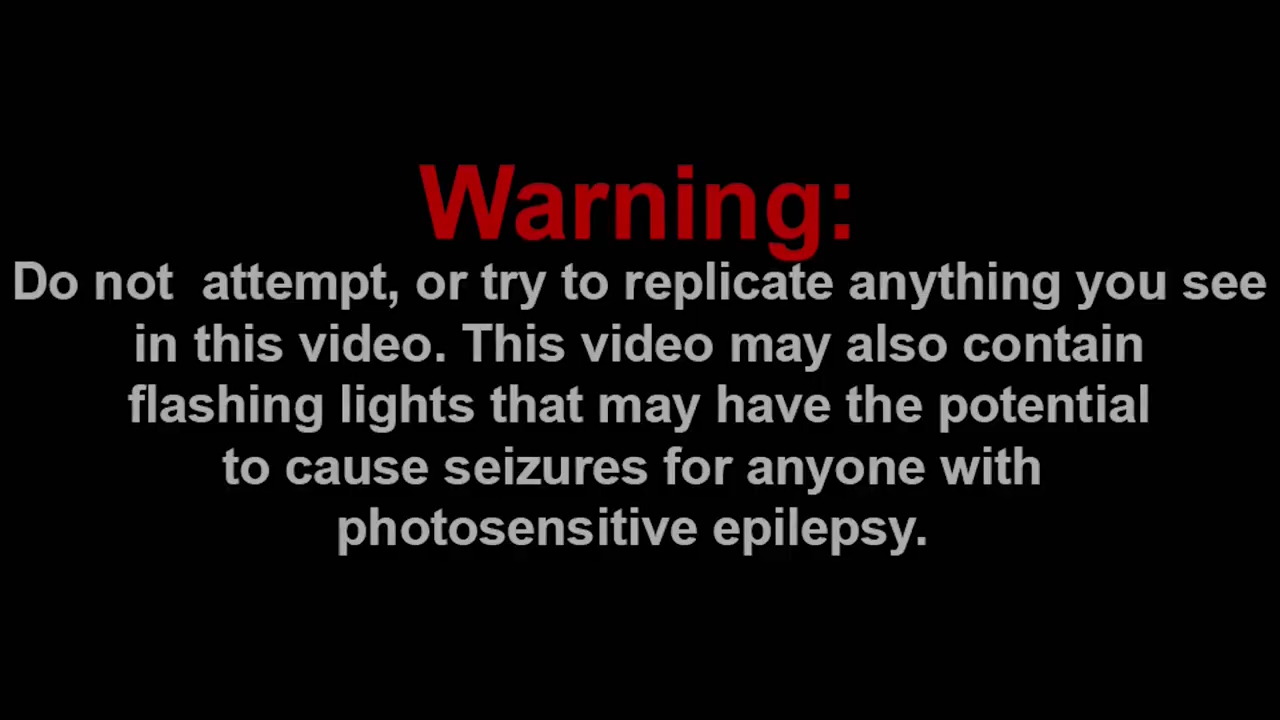 Warning:
Do not  attempt, or try to replicate anything you see
in this video. This video may also contain
flashing lights that may have the potential
to cause seizures for anyone with
photosensitive epilepsy.